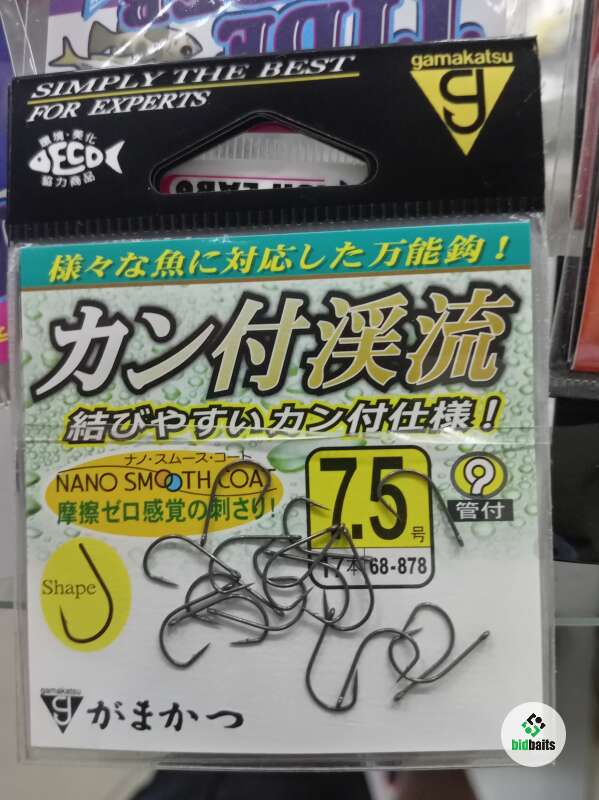 SIMPLY THE BEST
FOR EXPERTS
gamakatsu
環境・美化
ECO
協力商品
様々な魚に対応した万能鈎！
カン付渓流
結びやすいカン付仕様！
ナノ・スムース・コート
NANO SMOOTH COAT
摩擦ゼロ感覚の刺さり！
7.5号
管付
本 68-878
Shape
gamakatsu
がまかつ
bidbaits